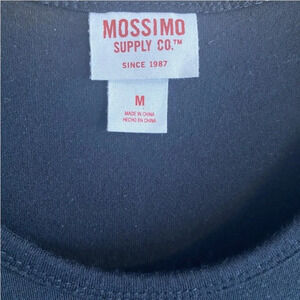 MOSSIMO
SUPPLY CO.™
SINCE 1987
M
MADE IN CHINA
HECHO EN CHINA